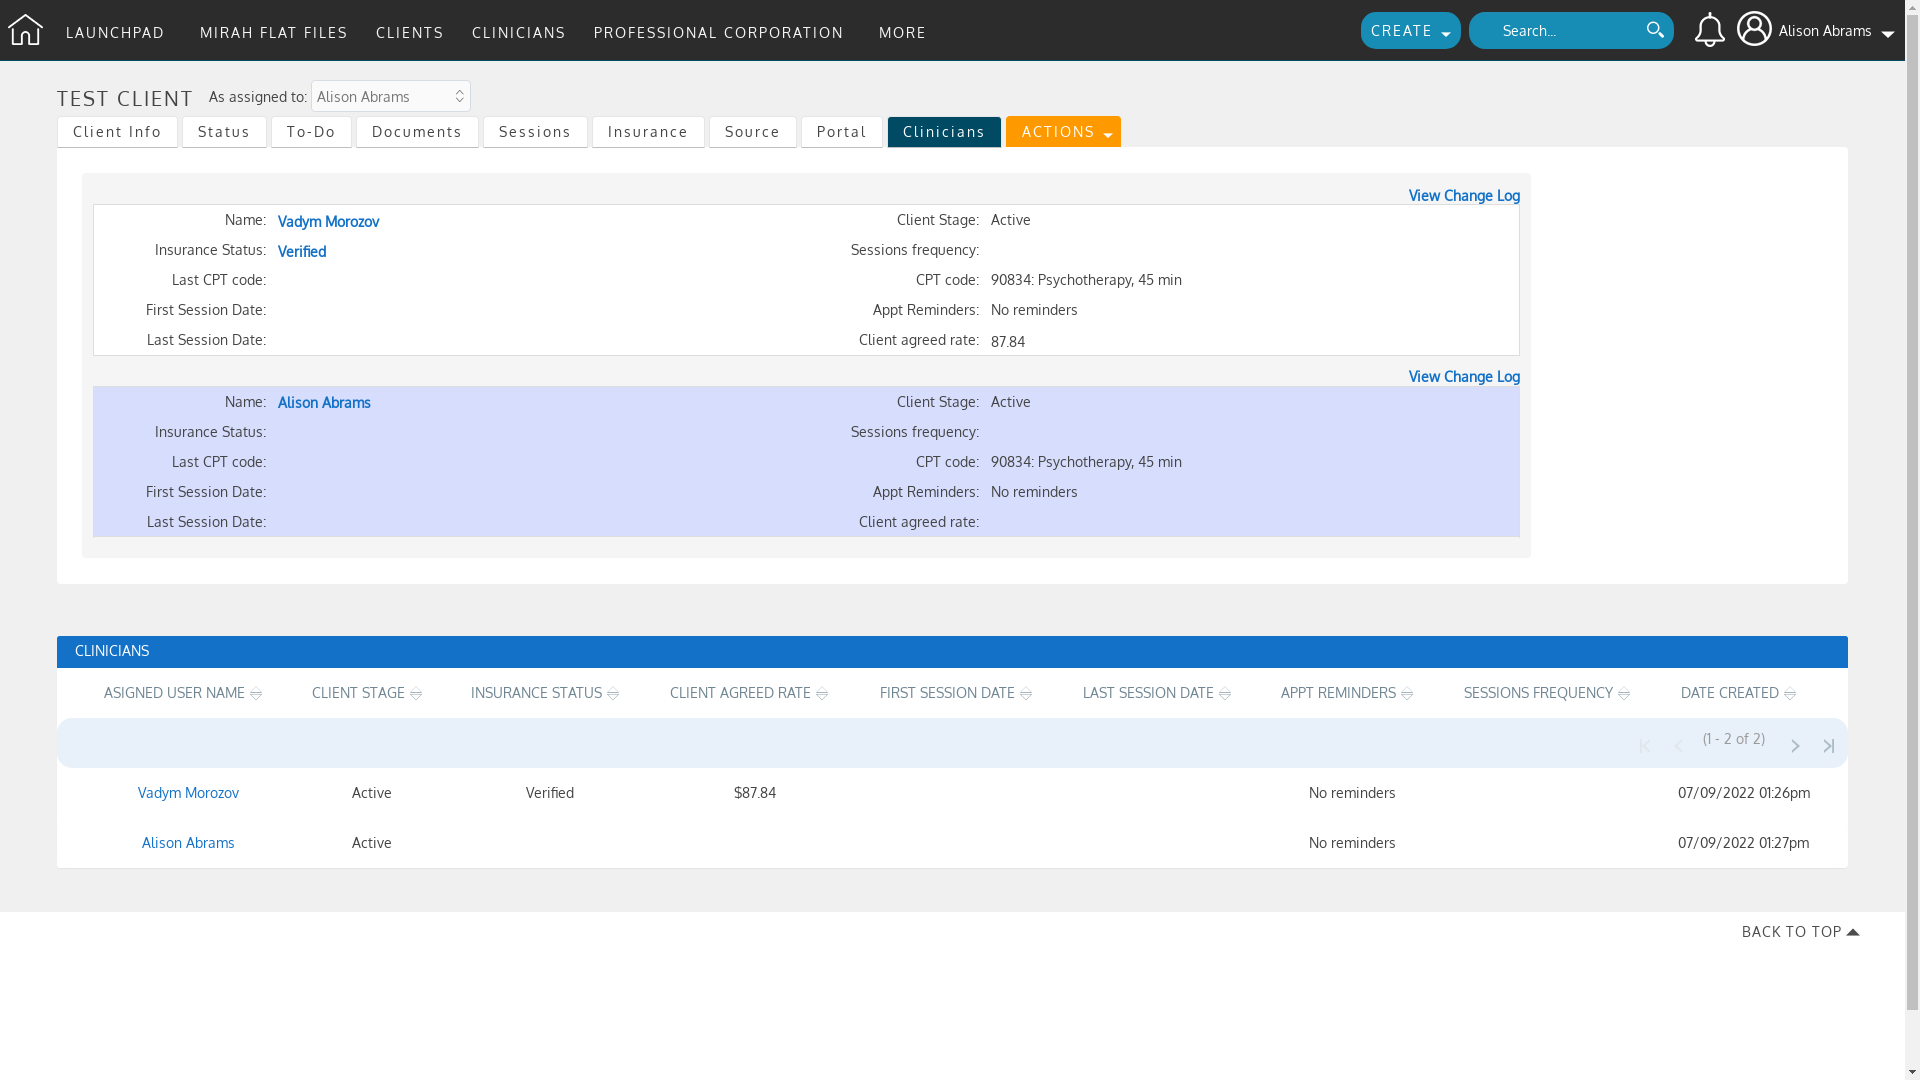 LAUNCHPAD MIRAH FLAT FILES CLIENTS CLINICIANS PROFESSIONAL CORPORATION MORE CREATE Search... Alison Abrams
TEST CLIENT As assigned to: Alison Abrams
Client Info Status To-Do Documents Sessions Insurance Source Portal Clinicians ACTIONS
View Change Log
Name: Vadym Morozov Client Stage: Active
Insurance Status: Verified Sessions frequency:
Last CPT code: CPT code: 90834: Psychotherapy, 45 min
First Session Date: Appt Reminders: No reminders
Last Session Date: Client agreed rate: 87.84
View Change Log
Name: Alison Abrams Client Stage: Active
Insurance Status: Sessions frequency:
Last CPT code: CPT code: 90834: Psychotherapy, 45 min
First Session Date: Appt Reminders: No reminders
Last Session Date: Client agreed rate:
CLINICIANS
ASIGNED USER NAME CLIENT STAGE INSURANCE STATUS CLIENT AGREED RATE FIRST SESSION DATE LAST SESSION DATE APPT REMINDERS SESSIONS FREQUENCY DATE CREATED
(1 - 2 of 2)
Vadym Morozov Active Verified $87.84 No reminders 07/09/2022 01:26pm
Alison Abrams Active No reminders 07/09/2022 01:27pm
BACK TO TOP